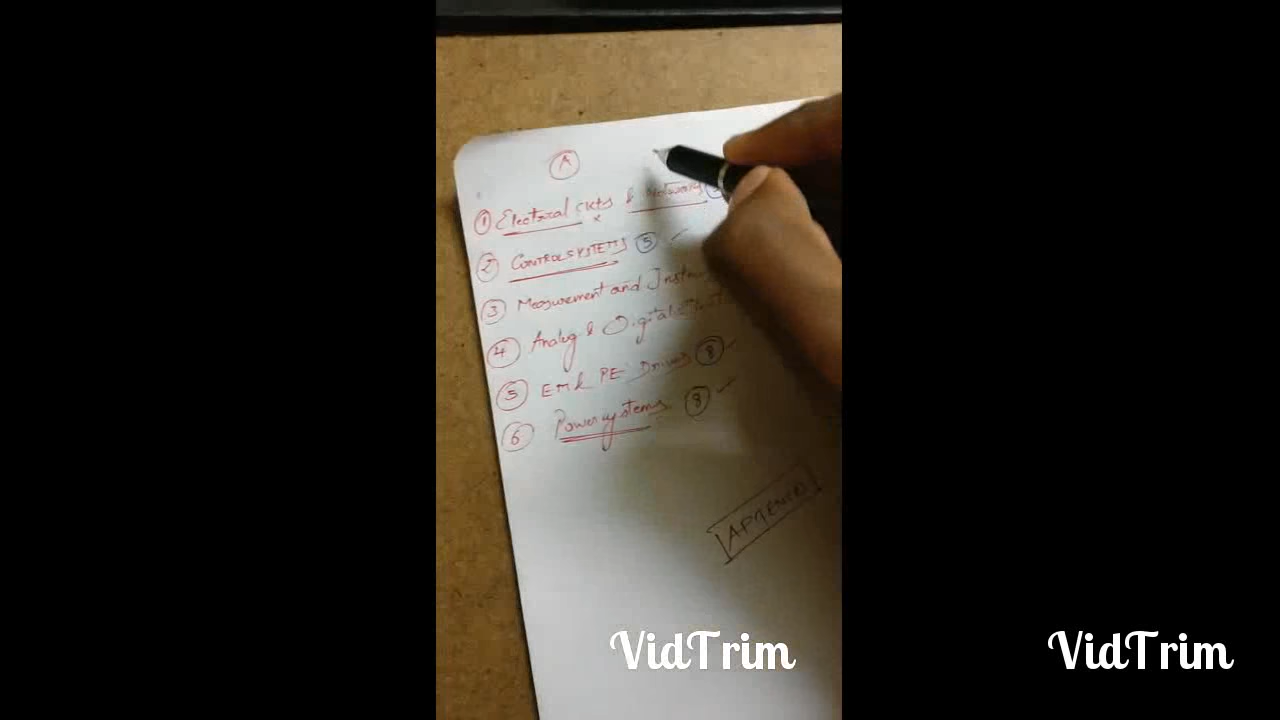 A
① Electrical ckts &
② CONTROL SYSTEMS ⑤ ✓
③ Measurement and
④ Analog & Digital
⑤ EM & PE Drives ⑧ ✓
⑥ Power systems ⑧ ✓
VidTrim VidTrim